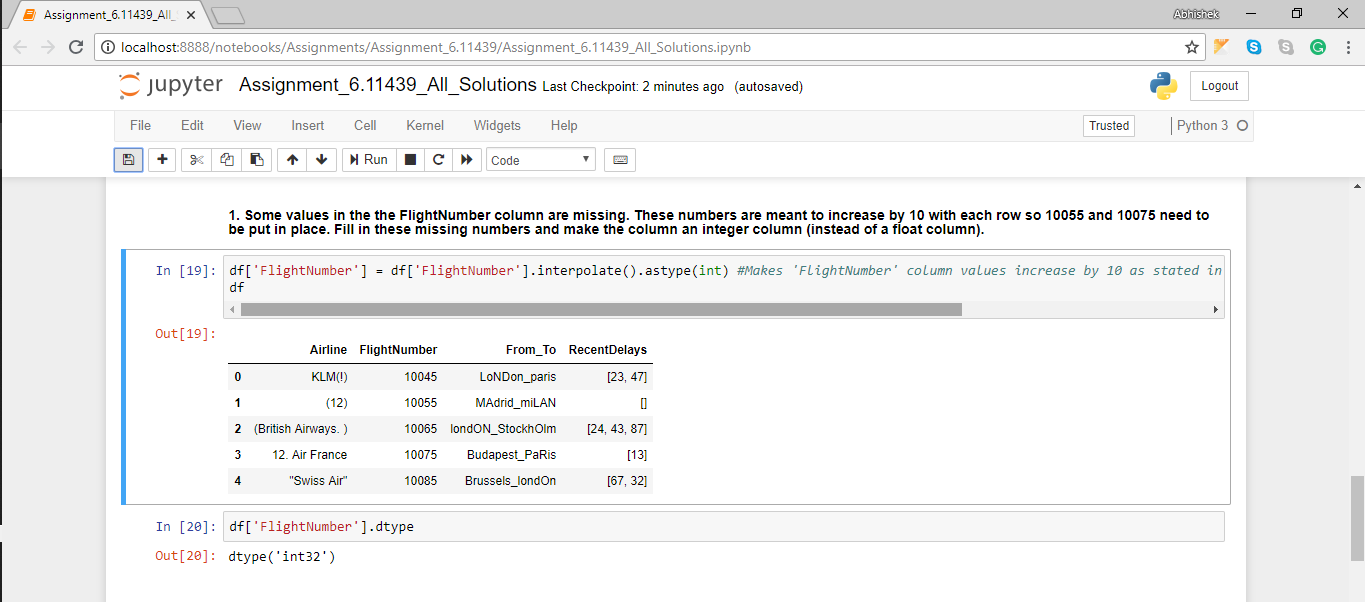 Assignment_6.11439_All_
Abhishek
localhost:8888/notebooks/Assignments/Assignment_6.11439/Assignment_6.11439_All_Solutions.ipynb
jupyter Assignment_6.11439_All_Solutions Last Checkpoint: 2 minutes ago (autosaved)
Logout
File Edit View Insert Cell Kernel Widgets Help
Trusted
Python 3
Run
Code
1. Some values in the the FlightNumber column are missing. These numbers are meant to increase by 10 with each row so 10055 and 10075 need to
be put in place. Fill in these missing numbers and make the column an integer column (instead of a float column).
In [19]: df['FlightNumber'] = df['FlightNumber'].interpolate().astype(int) #Makes 'FlightNumber' column values increase by 10 as stated in
df
Out[19]:
Airline FlightNumber From_To RecentDelays
0 KLM(!) 10045 LoNDon_paris [23, 47]
1 (12) 10055 MAdrid_miLAN []
2 (British Airways. ) 10065 londON_StockhOlm [24, 43, 87]
3 12. Air France 10075 Budapest_PaRis [13]
4 "Swiss Air" 10085 Brussels_londOn [67, 32]
In [20]: df['FlightNumber'].dtype
Out[20]: dtype('int32')